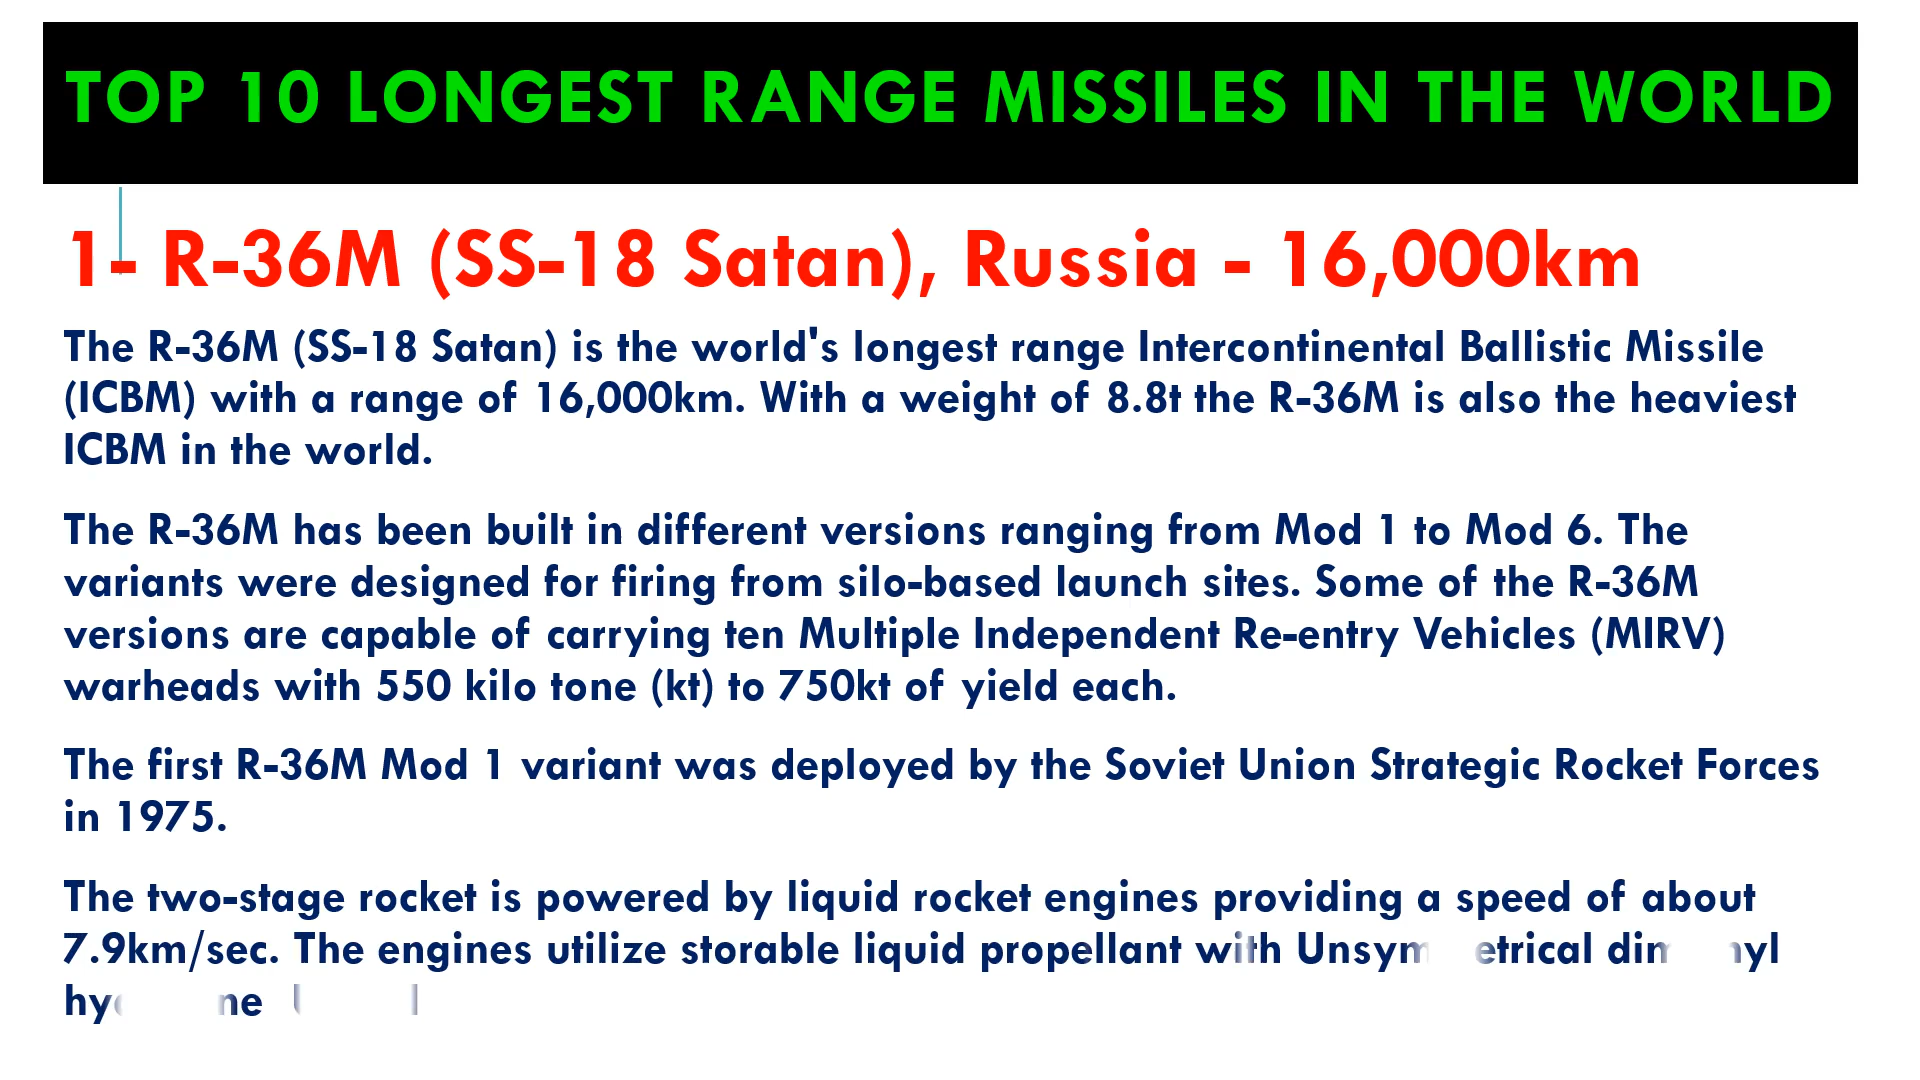 TOP 10 LONGEST RANGE MISSILES IN THE WORLD
1- R-36M (SS-18 Satan), Russia - 16,000km
The R-36M (SS-18 Satan) is the world's longest range Intercontinental Ballistic Missile
(ICBM) with a range of 16,000km. With a weight of 8.8t the R-36M is also the heaviest
ICBM in the world.
The R-36M has been built in different versions ranging from Mod 1 to Mod 6. The
variants were designed for firing from silo-based launch sites. Some of the R-36M
versions are capable of carrying ten Multiple Independent Re-entry Vehicles (MIRV)
warheads with 550 kilo tone (kt) to 750kt of yield each.
The first R-36M Mod 1 variant was deployed by the Soviet Union Strategic Rocket Forces
in 1975.
The two-stage rocket is powered by liquid rocket engines providing a speed of about
7.9km/sec. The engines utilize storable liquid propellant with